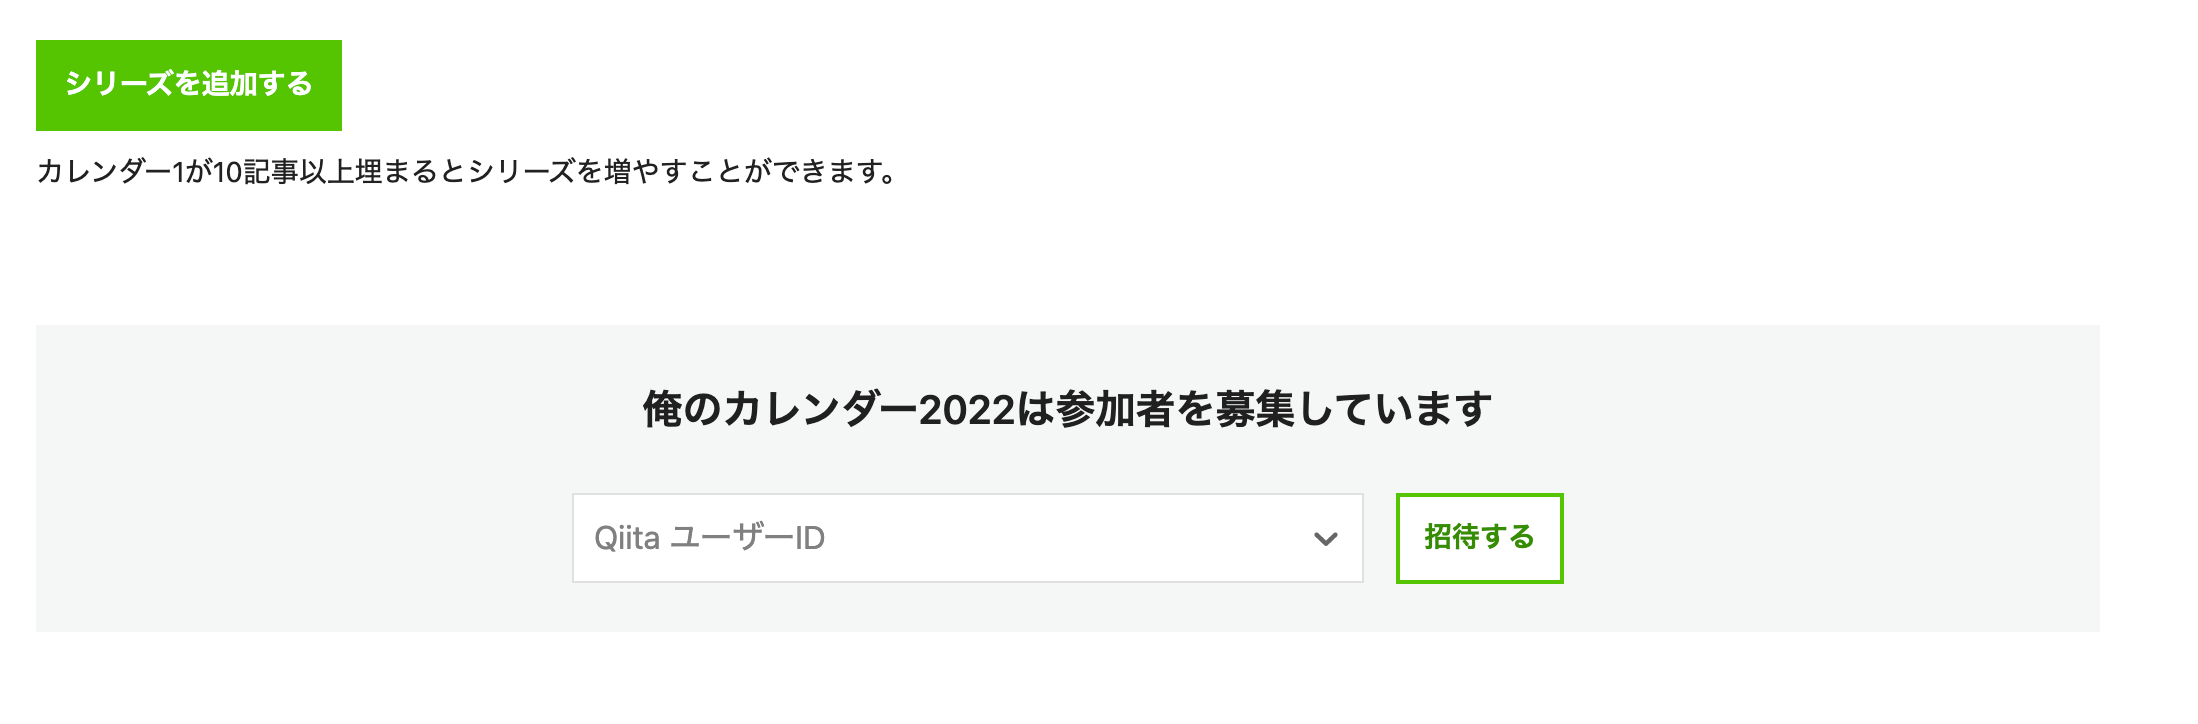 シリーズを追加する
カレンダー1が10記事以上埋まるとシリーズを増やすことができます。
俺のカレンダー2022は参加者を募集しています
Qiita ユーザーID
招待する